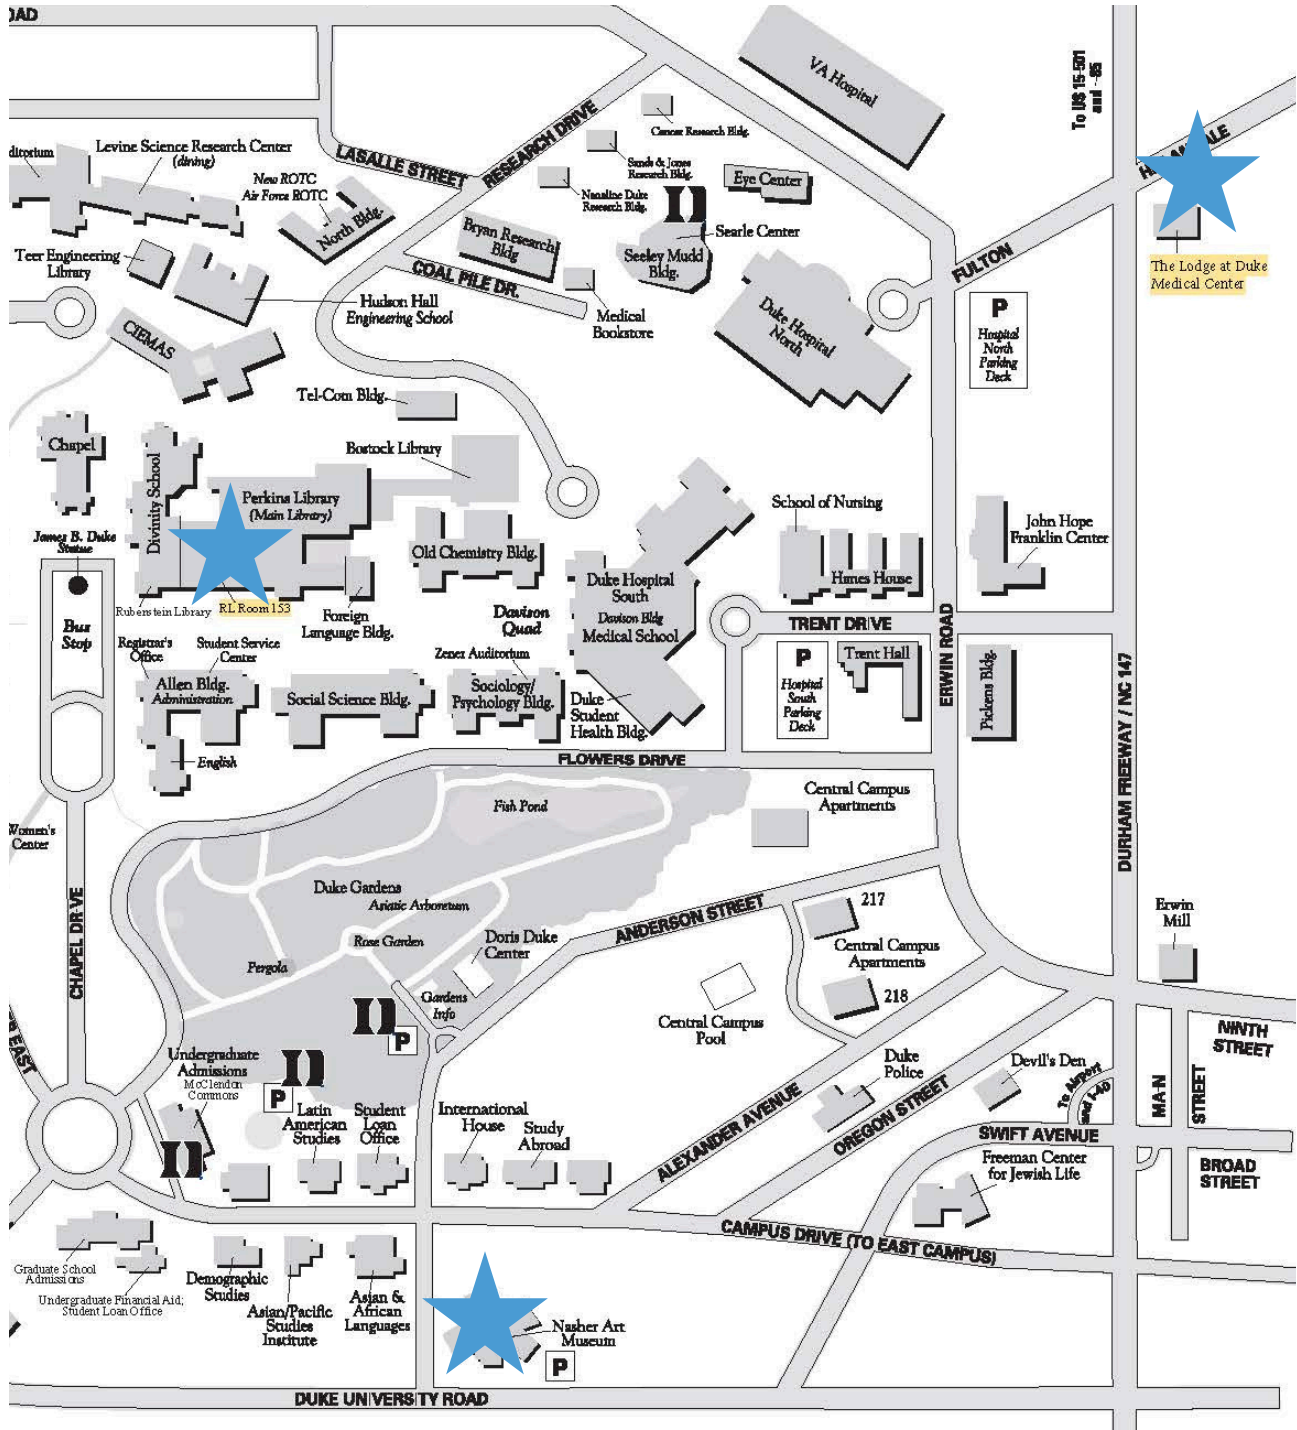 OAD
VA Hospital
To US 15-501
and -85
Cancer Research Bldg.
RESEARCH DRIVE
LASALLE STREET
Sands & Jones
Research Bldg.
Nanaline Duke
Research Bldg.
Eye Center
Searle Center
Seeley Mudd
Bldg.
ditorium
Levine Science Research Center
(dining)
New ROTC
Air Force ROTC
North Bldg.
Bryan Research
Bldg
COAL PILE DR.
Teer Engineering
Library
Hudson Hall
Engineering School
Medical
Bookstore
Duke Hospital
North
FULTON
The Lodge at Duke
Medical Center
P
Hospital
North
Parking
Deck
CIEMAS
Tel-Com Bldg.
Bostock Library
Chapel
Divinity School
Perkins Library
(Main Library)
Old Chemistry Bldg.
School of Nursing
Hanes House
John Hope
Franklin Center
James B. Duke
Statue
Bus
Stop
Rubenstein Library
RL Room 153
Foreign
Language Bldg.
Davison
Quad
Duke Hospital
South
Davison Bldg
Medical School
TRENT DRIVE
ERWIN ROAD
Registrar's
Office
Student Service
Center
Allen Bldg.
Administration
English
Social Science Bldg.
Zener Auditorium
Sociology/
Psychology Bldg.
Duke
Student
Health Bldg.
P
Hospital
South
Parking
Deck
Trent Hall
Pickens Bldg.
DURHAM FREEWAY / NC 147
FLOWERS DRIVE
Fish Pond
Central Campus
Apartments
Women's
Center
CHAPEL DRIVE
Duke Gardens
Asiatic Arboretum
Rose Garden
Pergola
Doris Duke
Center
Gardens
Info
ANDERSON STREET
217
Central Campus
Apartments
218
Central Campus
Pool
Erwin
Mill
NINTH
STREET
P
P
EAST
Undergraduate
Admissions
McClendon
Commons
Latin
American
Studies
Student
Loan
Office
International
House
Study
Abroad
ALEXANDER AVENUE
Duke
Police
OREGON STREET
Devil's Den
To Airport
and I-40
MAIN
STREET
SWIFT AVENUE
BROAD
STREET
Freeman Center
for Jewish Life
CAMPUS DRIVE (TO EAST CAMPUS)
Graduate School
Admissions
Undergraduate Financial Aid;
Student Loan Office
Demographic
Studies
Asian/Pacific
Studies
Institute
Asian &
African
Languages
Nasher Art
Museum
P
DUKE UNIVERSITY ROAD